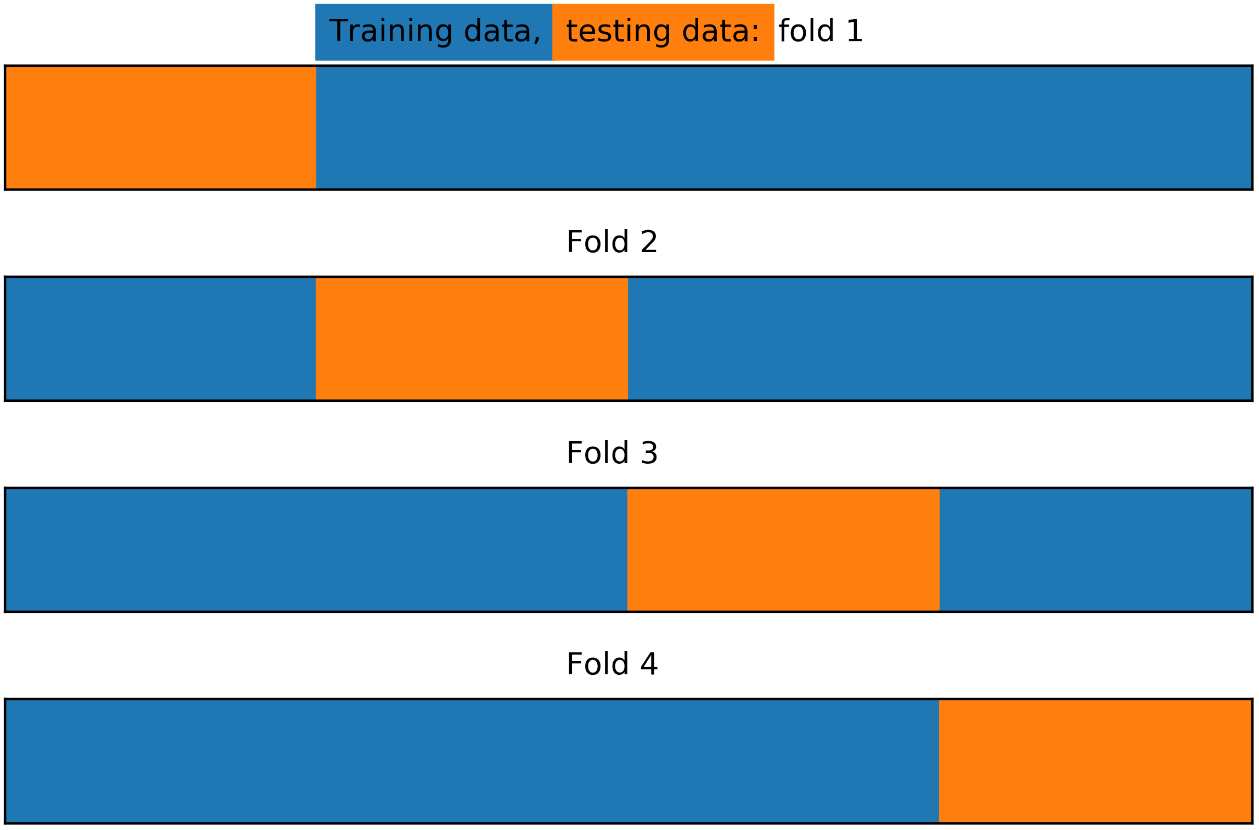 Training data, testing data: fold 1
Fold 2
Fold 3
Fold 4